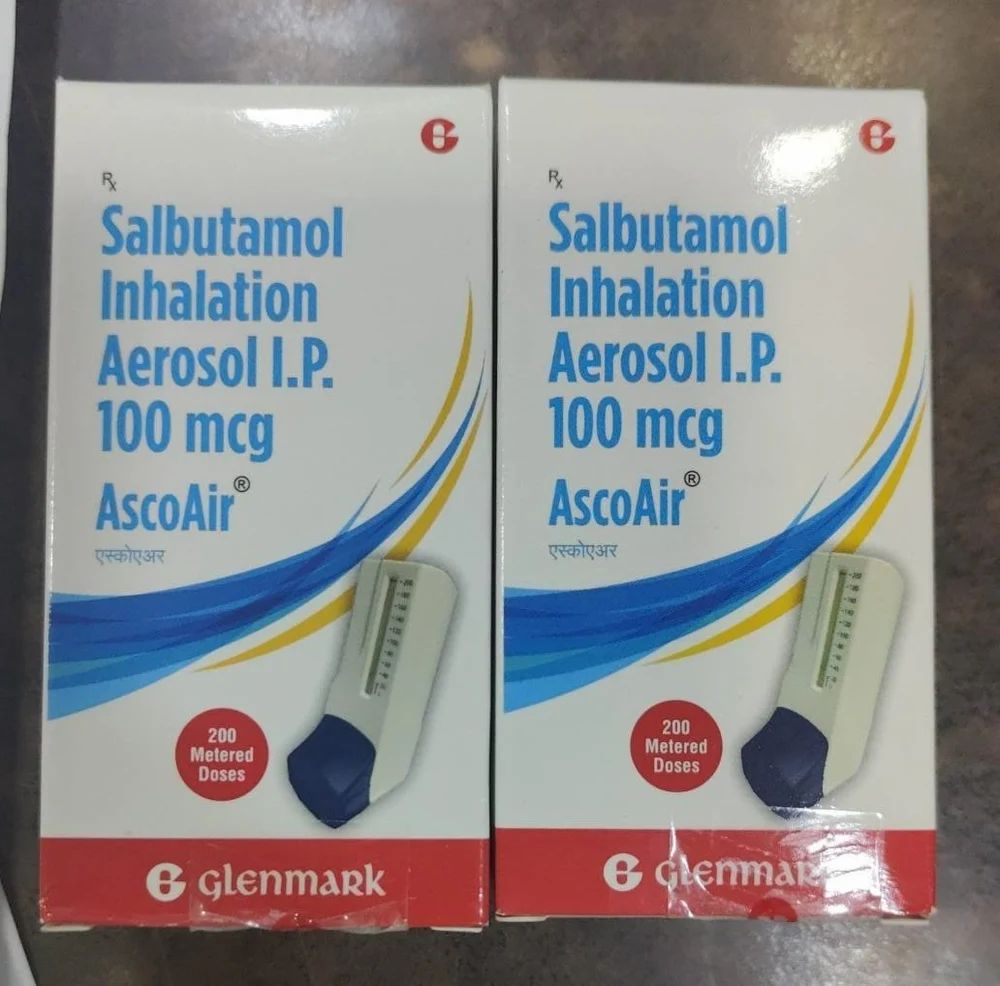 Rx
Salbutamol
Inhalation
Aerosol I.P.
100 mcg
AscoAir®
एस्कोएअर
200
Metered
Doses
GLENMARK
Rx
Salbutamol
Inhalation
Aerosol I.P.
100 mcg
AscoAir®
एस्कोएअर
200
Metered
Doses
GLENMARK